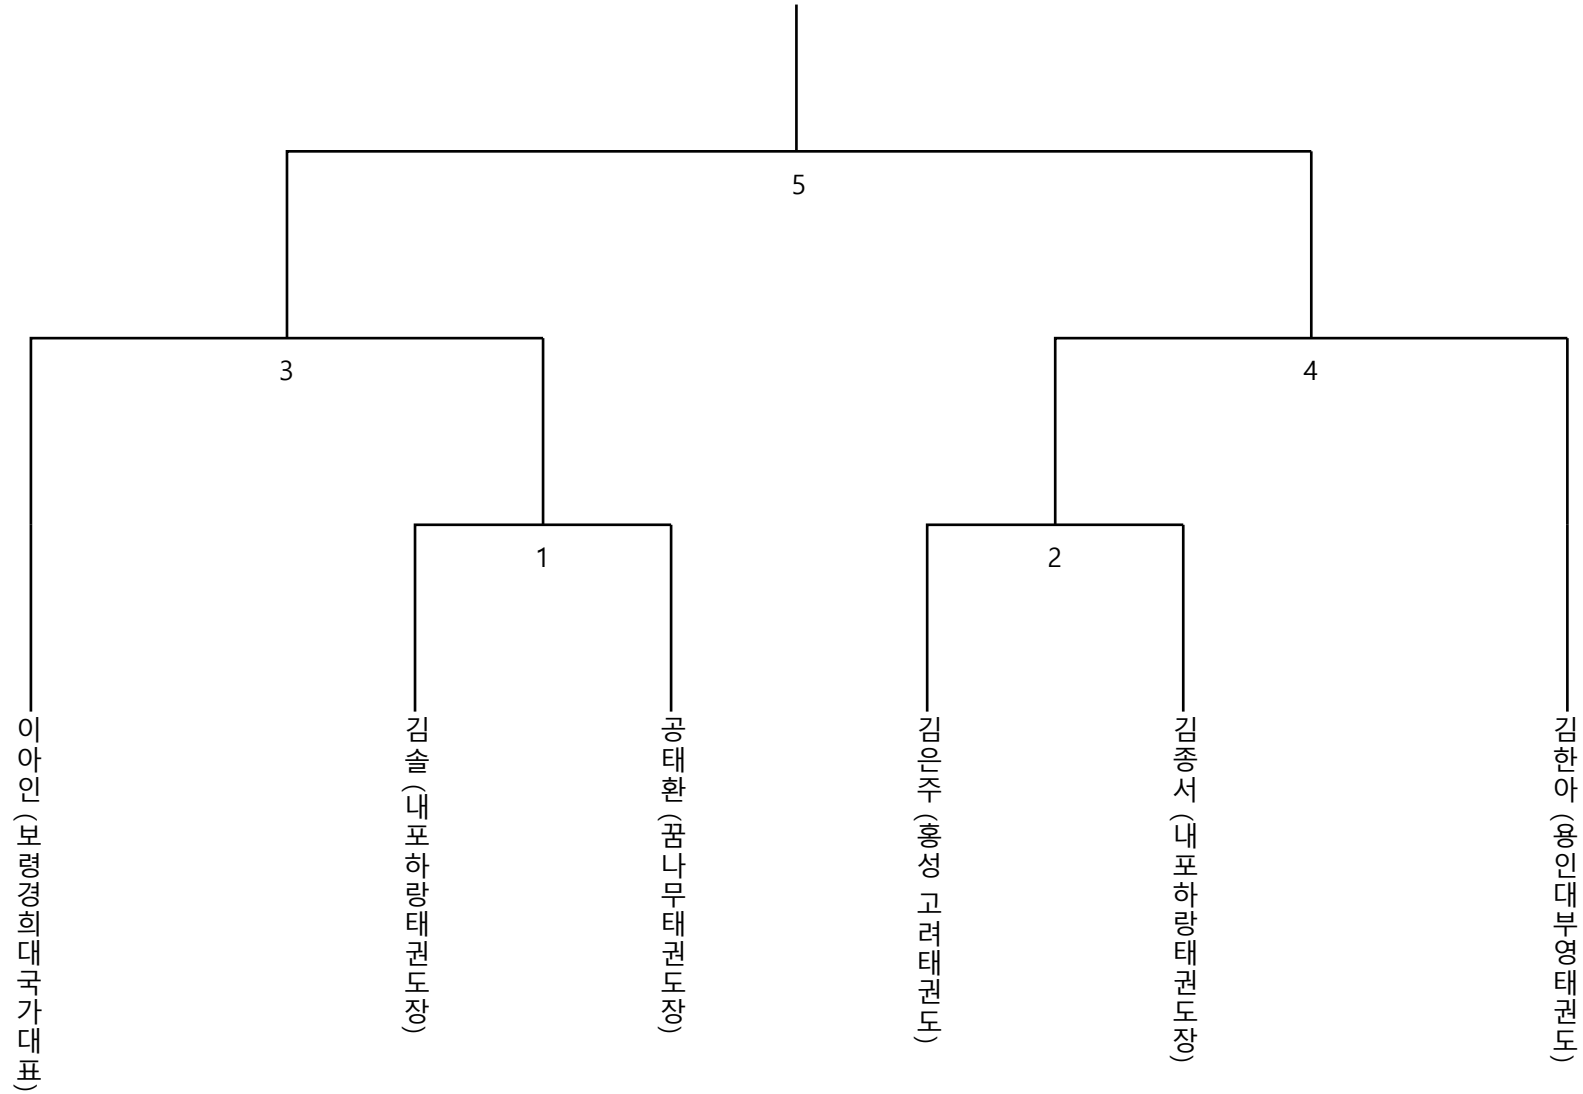 5
3
4
1
2
이아인 (보령경희대국가대표)
김솔 (내포하랑태권도장)
공태환 (꿈나무태권도장)
김은주 (홍성 고려태권도)
김종서 (내포하랑태권도장)
김한아 (용인대부영태권도)